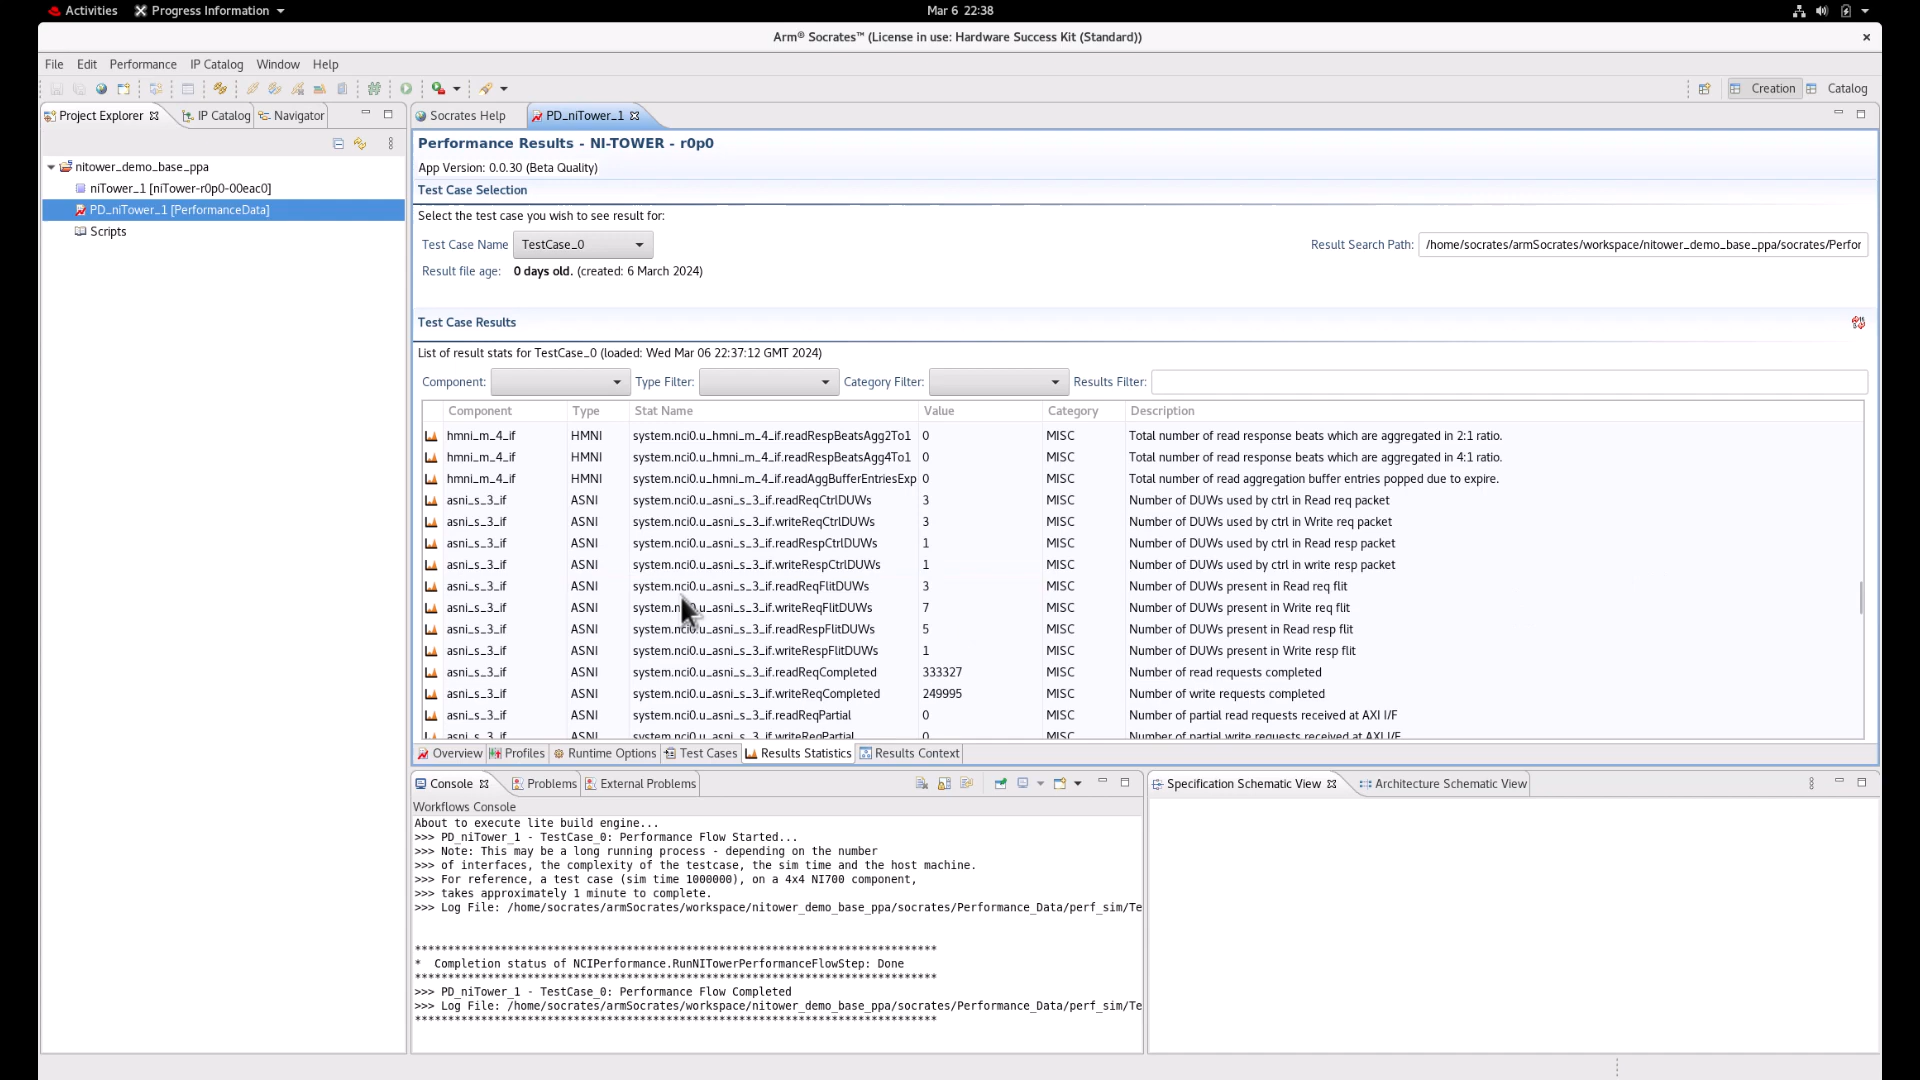 Activities Progress Information Mar 6 22:38
Arm® Socrates™ (License in use: Hardware Success Kit (Standard))
File Edit Performance IP Catalog Window Help
Creation Catalog
Project Explorer IP Catalog Navigator
nitower_demo_base_ppa
niTower_1 [niTower-r0p0-00eac0]
PD_niTower_1 [PerformanceData]
Scripts
Socrates Help PD_niTower_1
Performance Results - NI-TOWER - r0p0
App Version: 0.0.30 (Beta Quality)
Test Case Selection
Select the test case you wish to see result for:
Test Case Name TestCase_0 Result Search Path: /home/socrates/armSocrates/workspace/nitower_demo_base_ppa/socrates/Perfor
Result file age: 0 days old. (created: 6 March 2024)
Test Case Results
List of result stats for TestCase_0 (loaded: Wed Mar 06 22:37:12 GMT 2024)
Component: Type Filter: Category Filter: Results Filter:
Component Type Stat Name Value Category Description
hmni_m_4_if HMNI system.nci0.u_hmni_m_4_if.readRespBeatsAgg2To1 0 MISC Total number of read response beats which are aggregated in 2:1 ratio.
hmni_m_4_if HMNI system.nci0.u_hmni_m_4_if.readRespBeatsAgg4To1 0 MISC Total number of read response beats which are aggregated in 4:1 ratio.
hmni_m_4_if HMNI system.nci0.u_hmni_m_4_if.readAggBufferEntriesExp 0 MISC Total number of read aggregation buffer entries popped due to expire.
asni_s_3_if ASNI system.nci0.u_asni_s_3_if.readReqCtrlDUWs 3 MISC Number of DUWs used by ctrl in Read req packet
asni_s_3_if ASNI system.nci0.u_asni_s_3_if.writeReqCtrlDUWs 3 MISC Number of DUWs used by ctrl in Write req packet
asni_s_3_if ASNI system.nci0.u_asni_s_3_if.readRespCtrlDUWs 1 MISC Number of DUWs used by ctrl in Read resp packet
asni_s_3_if ASNI system.nci0.u_asni_s_3_if.writeRespCtrlDUWs 1 MISC Number of DUWs used by ctrl in write resp packet
asni_s_3_if ASNI system.nci0.u_asni_s_3_if.readReqFlitDUWs 3 MISC Number of DUWs present in Read req flit
asni_s_3_if ASNI system.nci0.u_asni_s_3_if.writeReqFlitDUWs 7 MISC Number of DUWs present in Write req flit
asni_s_3_if ASNI system.nci0.u_asni_s_3_if.readRespFlitDUWs 5 MISC Number of DUWs present in Read resp flit
asni_s_3_if ASNI system.nci0.u_asni_s_3_if.writeRespFlitDUWs 1 MISC Number of DUWs present in Write resp flit
asni_s_3_if ASNI system.nci0.u_asni_s_3_if.readReqCompleted 333327 MISC Number of read requests completed
asni_s_3_if ASNI system.nci0.u_asni_s_3_if.writeReqCompleted 249995 MISC Number of write requests completed
asni_s_3_if ASNI system.nci0.u_asni_s_3_if.readReqPartial 0 MISC Number of partial read requests received at AXI I/F
asni_s_3_if ASNI system.nci0.u_asni_s_3_if.writeReqPartial 0 MISC Number of partial write requests received at AXI I/F
Overview Profiles Runtime Options Test Cases Results Statistics Results Context
Console Problems External Problems Specification Schematic View Architecture Schematic View
Workflows Console
About to execute lite build engine...
>>> PD_niTower_1 - TestCase_0: Performance Flow Started...
>>> Note: This may be a long running process - depending on the number
>>> of interfaces, the complexity of the testcase, the sim time and the host machine.
>>> For reference, a test case (sim time 1000000), on a 4x4 NI700 component,
>>> takes approximately 1 minute to complete.
>>> Log File: /home/socrates/armSocrates/workspace/nitower_demo_base_ppa/socrates/Performance_Data/perf_sim/Te
*******************************************************************************
* Completion status of NCIPerformance.RunNITowerPerformanceFlowStep: Done
*******************************************************************************
>>> PD_niTower_1 - TestCase_0: Performance Flow Completed
>>> Log File: /home/socrates/armSocrates/workspace/nitower_demo_base_ppa/socrates/Performance_Data/perf_sim/Te
*******************************************************************************